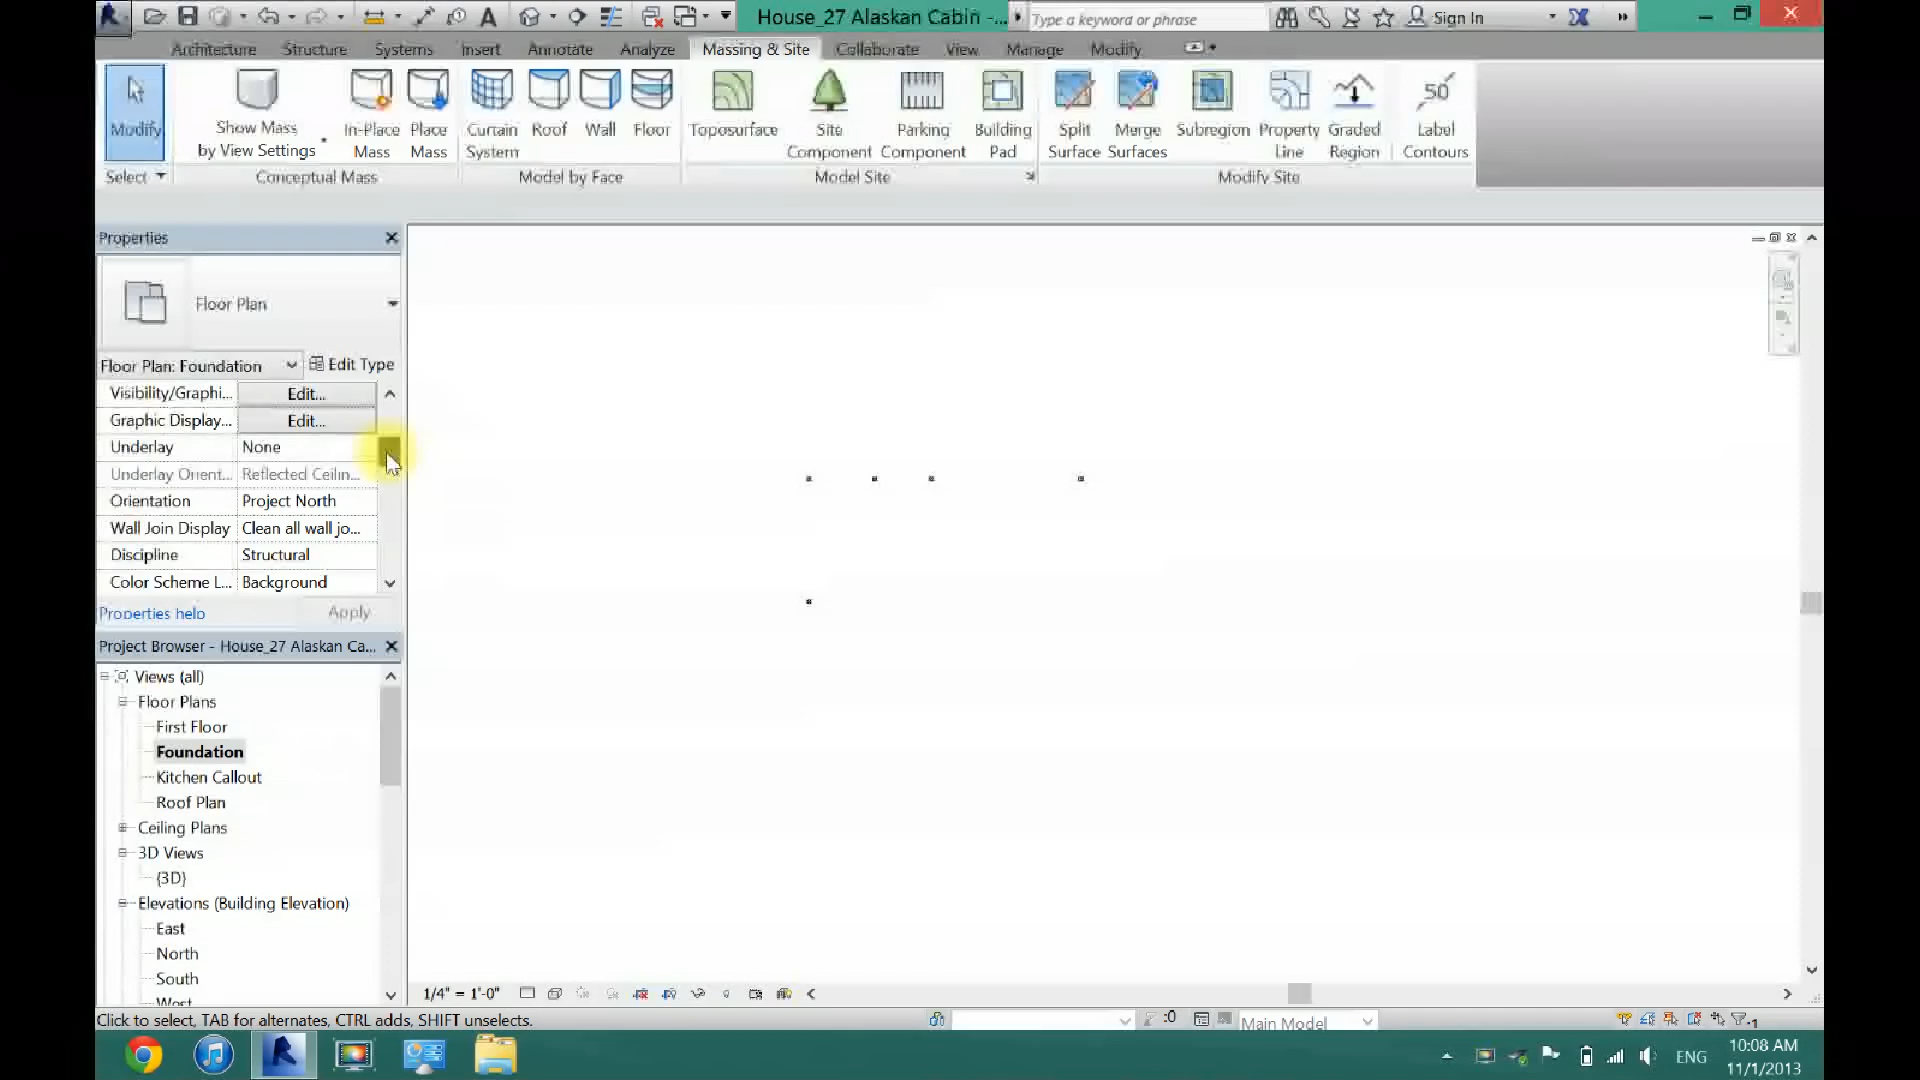 House_27 Alaskan Cabin -...
Type a keyword or phrase
Sign In
Architecture Structure Systems Insert Annotate Analyze Massing & Site Collaborate View Manage Modify
Modify
Show Mass
by View Settings
In-Place
Mass
Place
Mass
Curtain
System
Roof
Wall
Floor
Toposurface
Site
Component
Parking
Component
Building
Pad
Split
Surface
Merge
Surfaces
Subregion
Property
Line
Graded
Region
50
Label
Contours
Select
Conceptual Mass
Model by Face
Model Site
Modify Site
Properties
Floor Plan
Floor Plan: Foundation
Edit Type
Visibility/Graphi... Edit...
Graphic Display... Edit...
Underlay None
Underlay Orient... Reflected Ceilin...
Orientation Project North
Wall Join Display Clean all wall jo...
Discipline Structural
Color Scheme L... Background
Properties help
Apply
Project Browser - House_27 Alaskan Ca...
Views (all)
Floor Plans
First Floor
Foundation
Kitchen Callout
Roof Plan
Ceiling Plans
3D Views
{3D}
Elevations (Building Elevation)
East
North
South
West
1/4" = 1'-0"
Click to select, TAB for alternates, CTRL adds, SHIFT unselects.
:0
Main Model
ENG
10:08 AM
11/1/2013